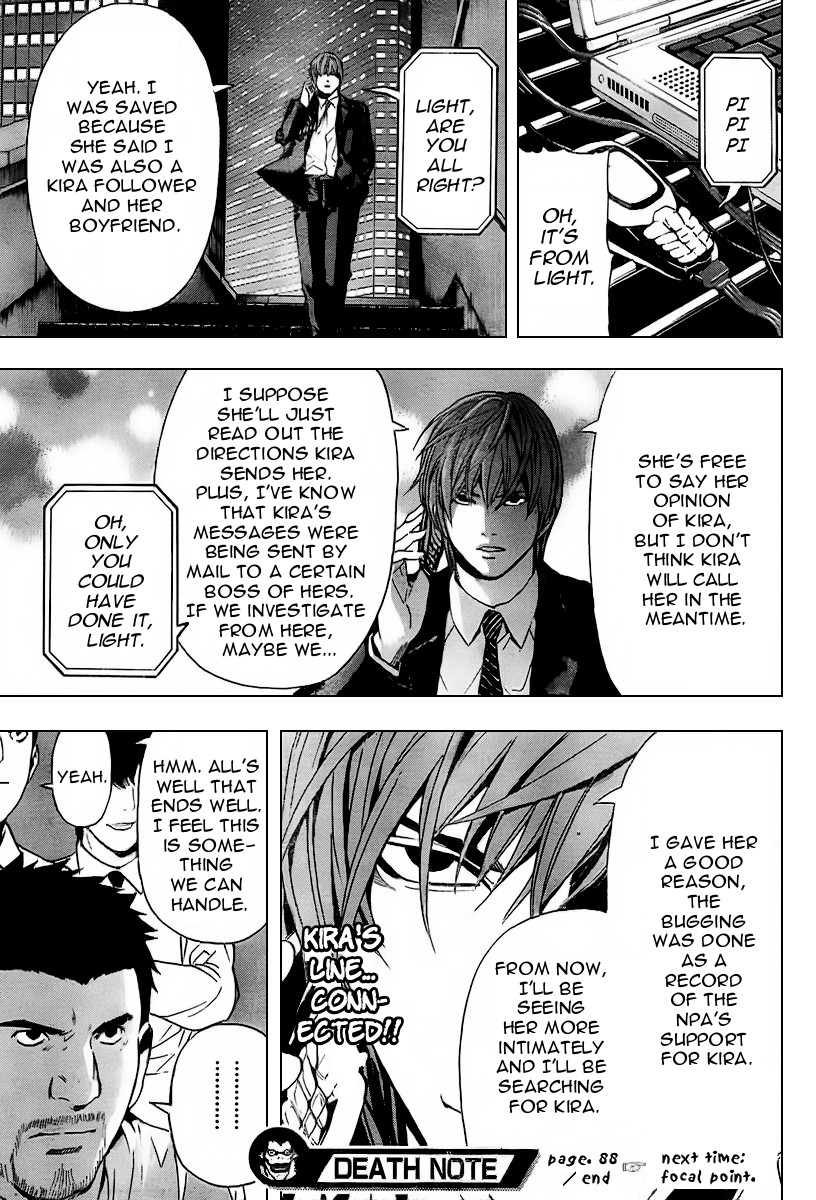 PI
PI
PI
OH,
IT'S
FROM
LIGHT.
LIGHT,
ARE
YOU
ALL
RIGHT?
YEAH. I
WAS SAVED
BECAUSE
SHE SAID I
WAS ALSO A
KIRA FOLLOWER
AND HER
BOYFRIEND.
SHE'S FREE
TO SAY HER
OPINION
OF KIRA,
BUT I DON'T
THINK KIRA
WILL CALL
HER IN THE
MEANTIME.
I SUPPOSE
SHE'LL JUST
READ OUT THE
DIRECTIONS KIRA
SENDS HER.
PLUS, I'VE KNOW
THAT KIRA'S
MESSAGES WERE
BEING SENT BY
MAIL TO A CERTAIN
BOSS OF HERS.
IF WE INVESTIGATE
FROM HERE,
MAYBE WE...
OH,
ONLY
YOU
COULD
HAVE
DONE IT,
LIGHT.
I GAVE HER
A GOOD
REASON,
THE
BUGGING
WAS DONE
AS A
RECORD
OF THE
NPA'S
SUPPORT
FOR KIRA.
FROM NOW,
I'LL BE
SEEING
HER MORE
INTIMATELY
AND I'LL BE
SEARCHING
FOR KIRA.
KIRA'S
LINE...
CONN-
ECTED!!
HMM. ALL'S
WELL THAT
ENDS WELL.
I FEEL THIS
IS SOME-
THING
WE CAN
HANDLE.
YEAH.
.........
DEATH NOTE
page. 88
/ end
☞
next time;
focal point.